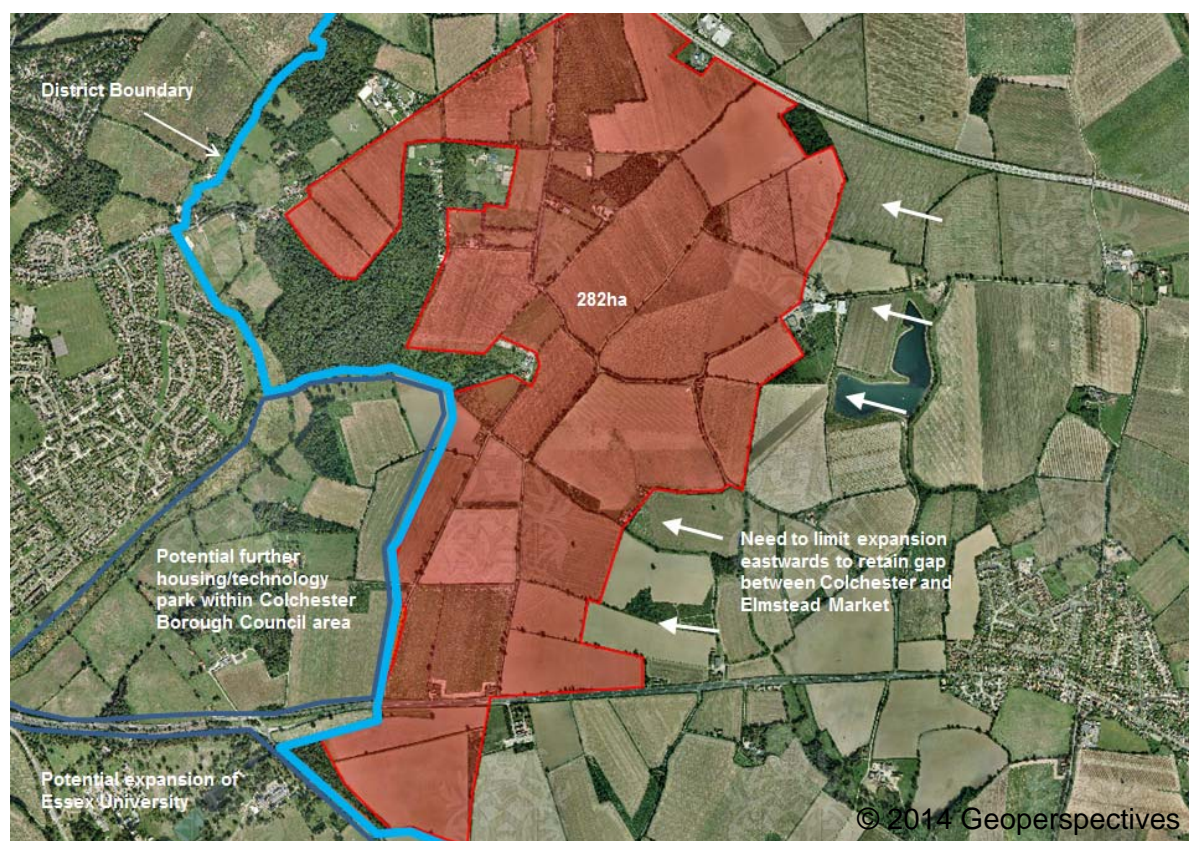 District Boundary
282ha
Need to limit expansion
eastwards to retain gap
between Colchester and
Elmstead Market
Potential further
housing/technology
park within Colchester
Borough Council area
Potential expansion of
Essex University
© 2014 Geoperspectives